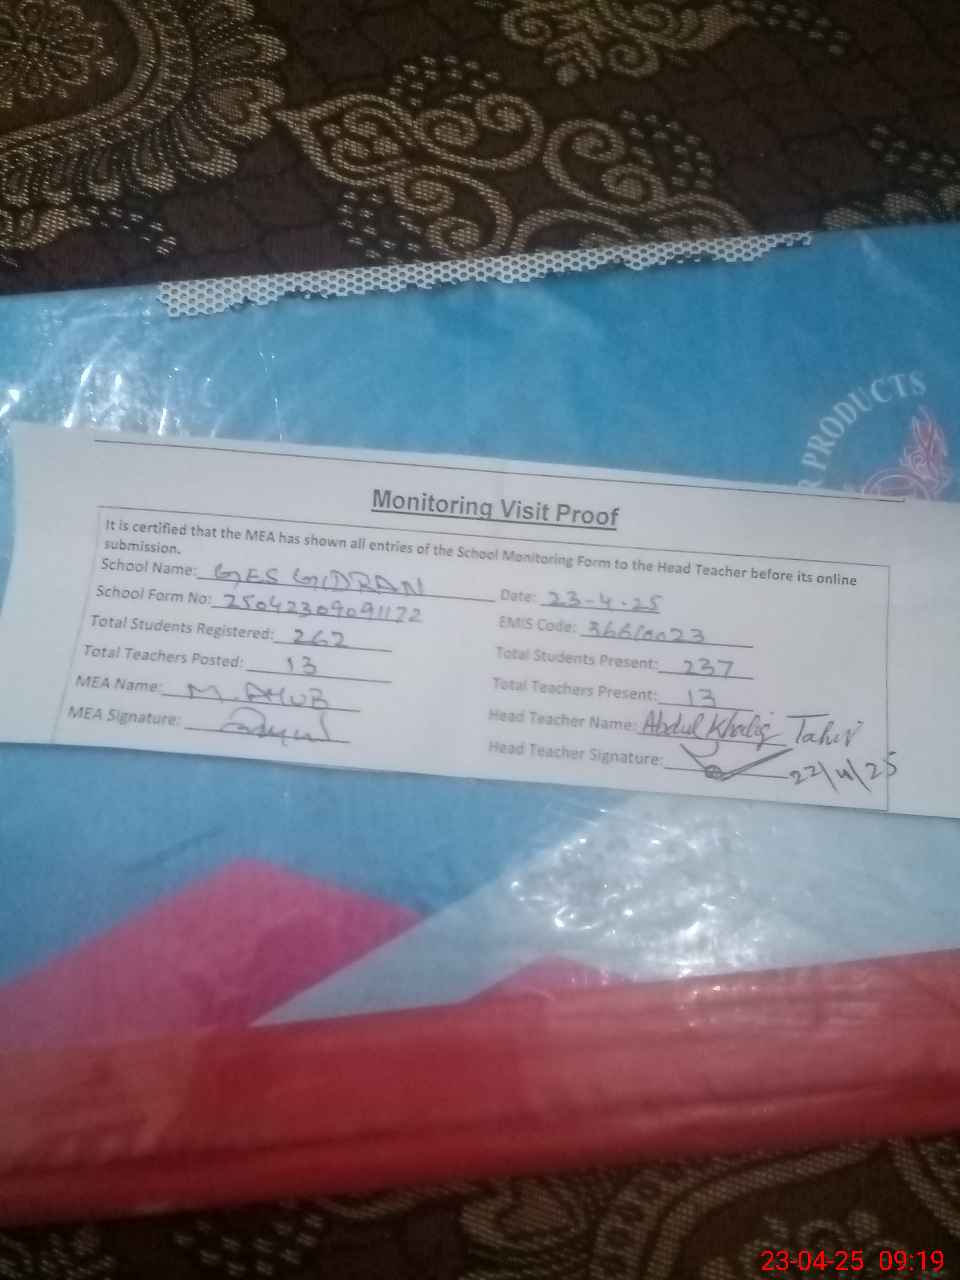 R PRODUCTS
Monitoring Visit Proof
It is certified that the MEA has shown all entries of the School Monitoring Form to the Head Teacher before its online
submission.
School Name: GES GIDRAN
Date: 23-4-25
School Form No: 25042309091172
EMIS Code:
Total Students Registered: 262
Total Students Present: 237
Total Teachers Posted: 13
Total Teachers Present: 13
MEA Name: M.
Head Teacher Name: Abdul Khaliq Tahir
MEA Signature:
Head Teacher Signature: 22/4/25
23-04-25 09:19